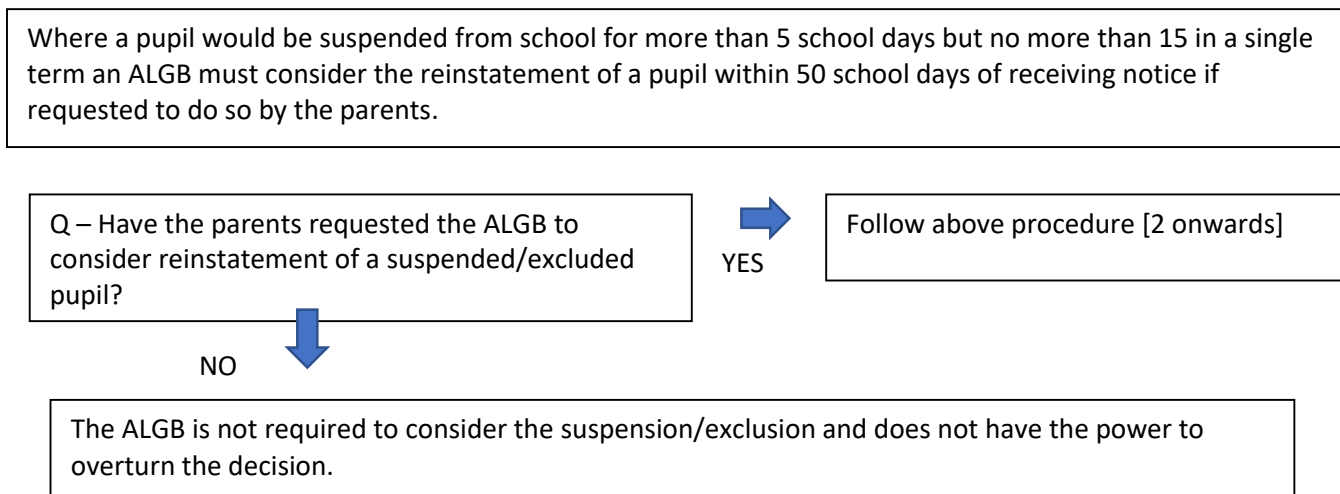 Where a pupil would be suspended from school for more than 5 school days but no more than 15 in a single
term an ALGB must consider the reinstatement of a pupil within 50 school days of receiving notice if
requested to do so by the parents.
Q – Have the parents requested the ALGB to
consider reinstatement of a suspended/excluded
pupil?
YES
Follow above procedure [2 onwards]
NO
The ALGB is not required to consider the suspension/exclusion and does not have the power to
overturn the decision.